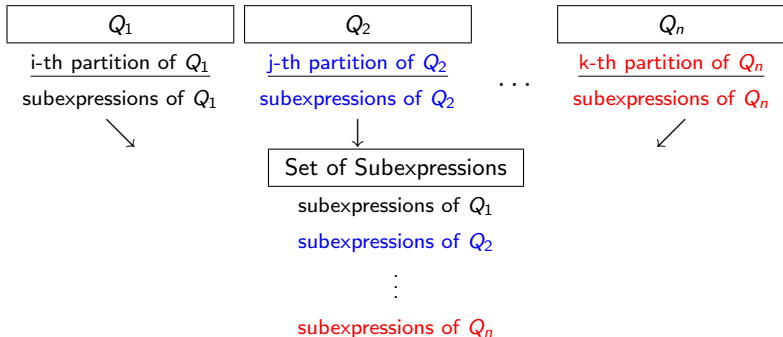 Q1 Q2 Qn
i-th partition of Q1 j-th partition of Q2 k-th partition of Qn
subexpressions of Q1 subexpressions of Q2 ... subexpressions of Qn
Set of Subexpressions
subexpressions of Q1
subexpressions of Q2
⋮
subexpressions of Qn